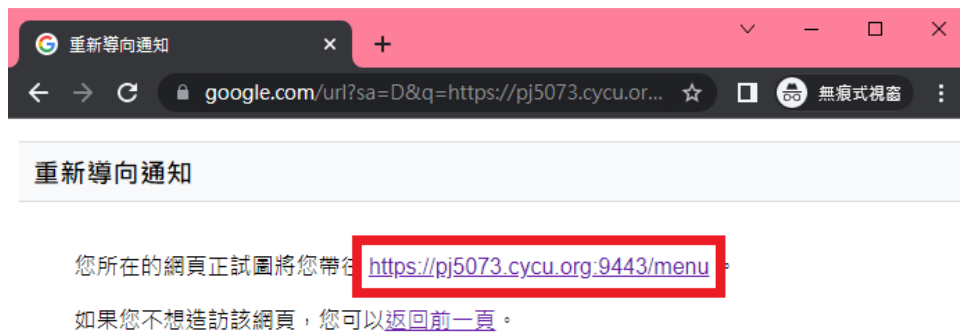 重新導向通知
google.com/url?sa=D&q=https://pj5073.cycu.or... 無痕式視窗
重新導向通知
您所在的網頁正試圖將您帶往 https://pj5073.cycu.org:9443/menu 。
如果您不想造訪該網頁，您可以返回前一頁。